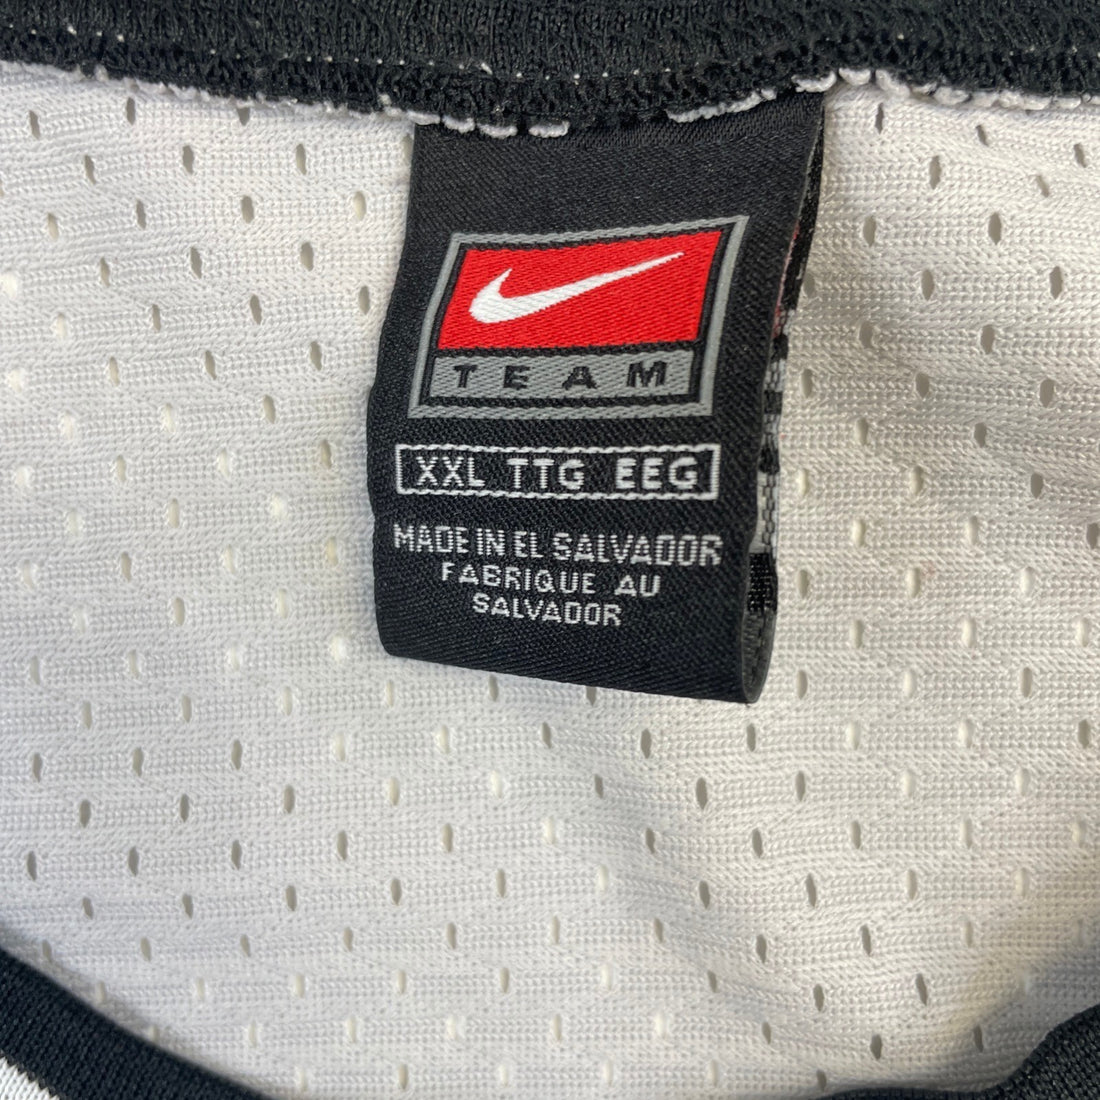 TEAM
XXL TTG EEG
MADE IN EL SALVADOR
FABRIQUE AU
SALVADOR